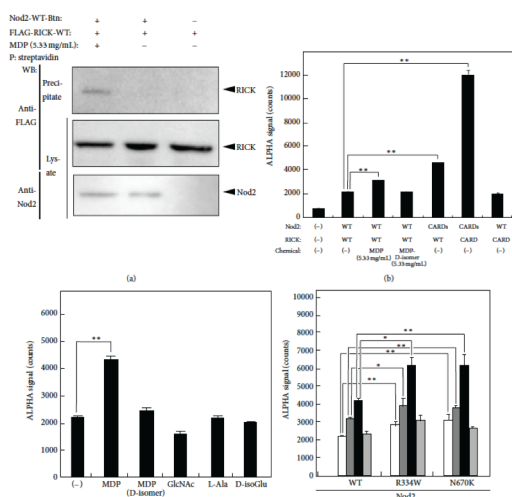 Nod2-WT-Btn: + + −
FLAG-RICK-WT: + + +
MDP (5.33 mg/mL): + − −
P: streptavidin
WB:
Preci-
pitate
RICK
Anti-
FLAG
RICK
Lys-
ate
Anti-
Nod2
Nod2
(a)
ALPHA signal (counts)
12000
10000
8000
6000
4000
2000
0
**
**
**
Nod2: (−) WT WT WT CARDs CARDs WT
RICK: (−) WT WT WT WT CARD CARD
Chemical: (−) (−) MDP MDP- (−) (−) (−)
(5.33 mg/mL) D-isomer
(5.33 mg/mL)
(b)
ALPHA signal (counts)
6000
5000
4000
3000
2000
1000
0
**
(−) MDP MDP GlcNAc L-Ala D-isoGlu
(D-isomer)
ALPHA signal (counts)
10000
9000
8000
7000
6000
5000
4000
3000
2000
1000
0
**
*
**
**
*
**
WT R334W N670K
Nod2